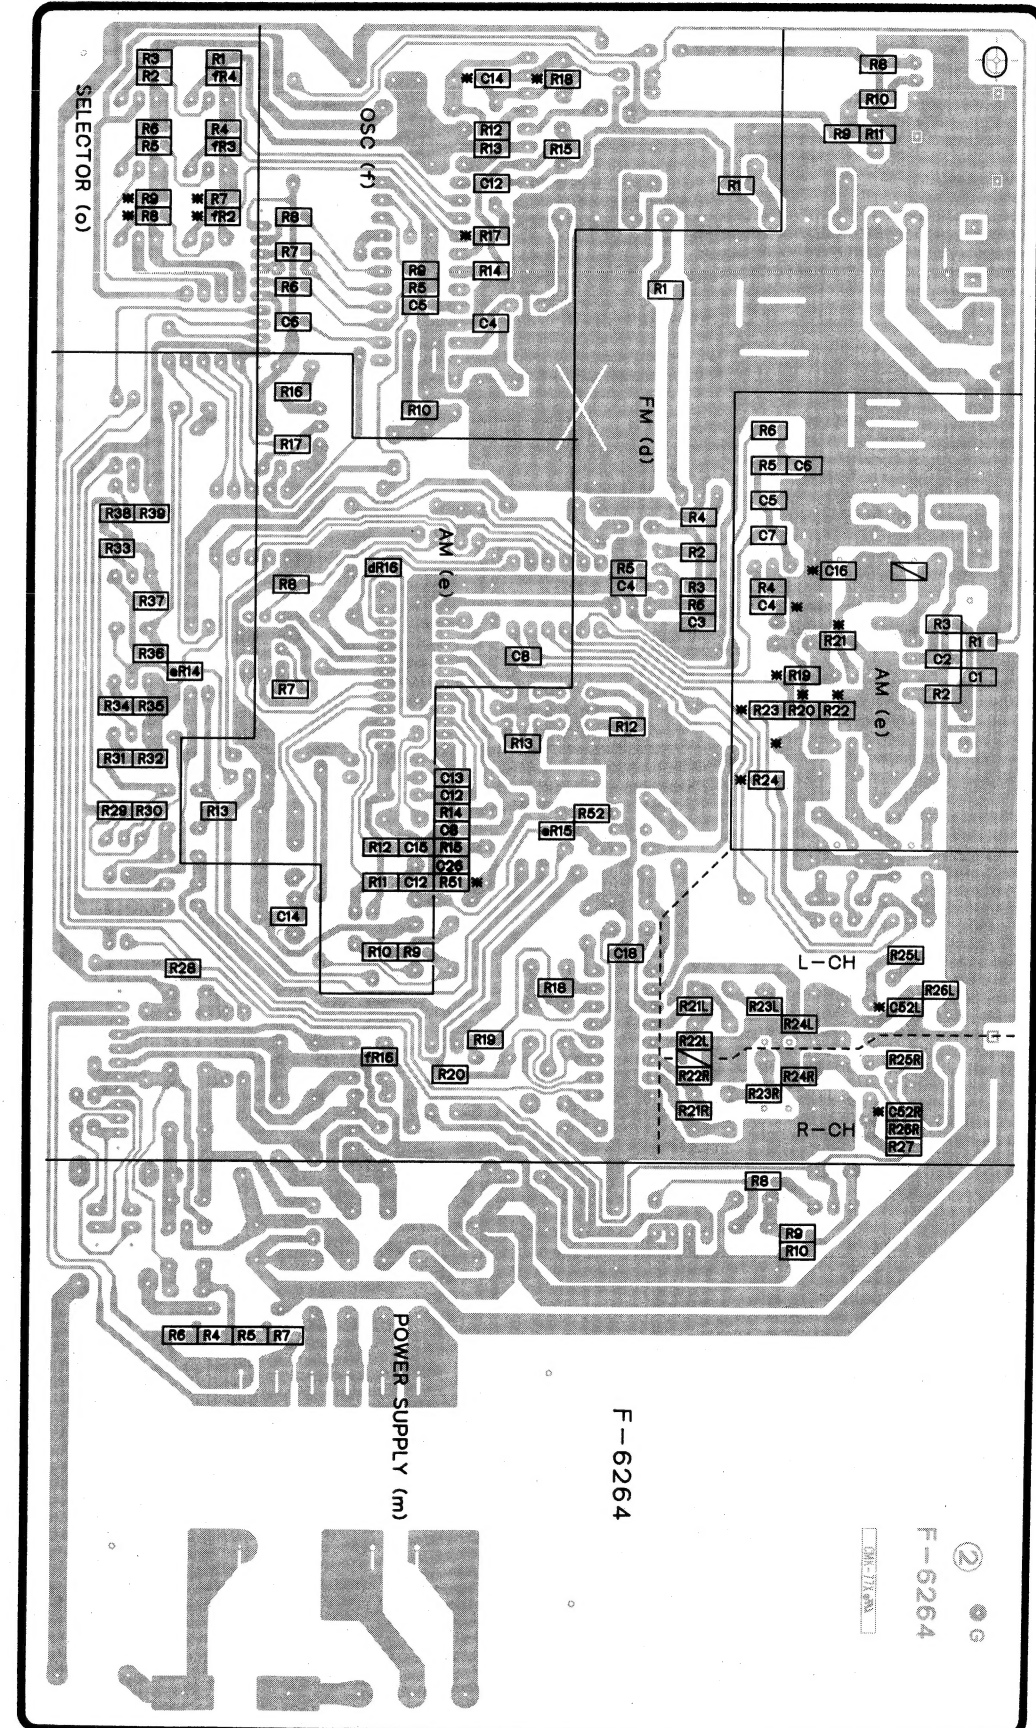 R3 R1
R2 fR4
SELECTOR (o)
R6 R4
R5 fR3
※ R9 ※ R7
※ R8 ※ fR2
OSC (f)
※ C14 ※ R18
R12
R13 R15
C12
※ R17
R14
C4
R8
R7
R6
C6
R9
R5
C5
R10
R16
R17
R8
R10
R9 R11
R1
R1
FM (d)
R4
R2
R3
R6
C3
R5
C4
R6
R5 C6
C5
C7
※ C16
R4
C4 ※
※
R21
※ R19
※ ※
※ R23 R20 R22
※
※ R24
AM (e)
R3
R1
C2
C1
R2
AM (e)
dR16
R8
R7
C8
R12
R13
R38 R39
R33
R37
R36
eR14
R34 R35
R31 R32
R29 R30
R13
C13
C12
R14
C8
R12 C15 R15
C26
R11 C12 R51 ※
R52
eR15
C14
R10 R9
C18
R28
R18
R19
fR16
R20
L-CH
R25L
R26L
※ C52L
R21L R23L
R24L
R22L
R22R
R24R
R23R
R21R
R25R
※ C52R
R26R
R27
R-CH
R8
R9
R10
R6 R4 R5 R7
POWER SUPPLY (m)
F-6264
F-6264
② G